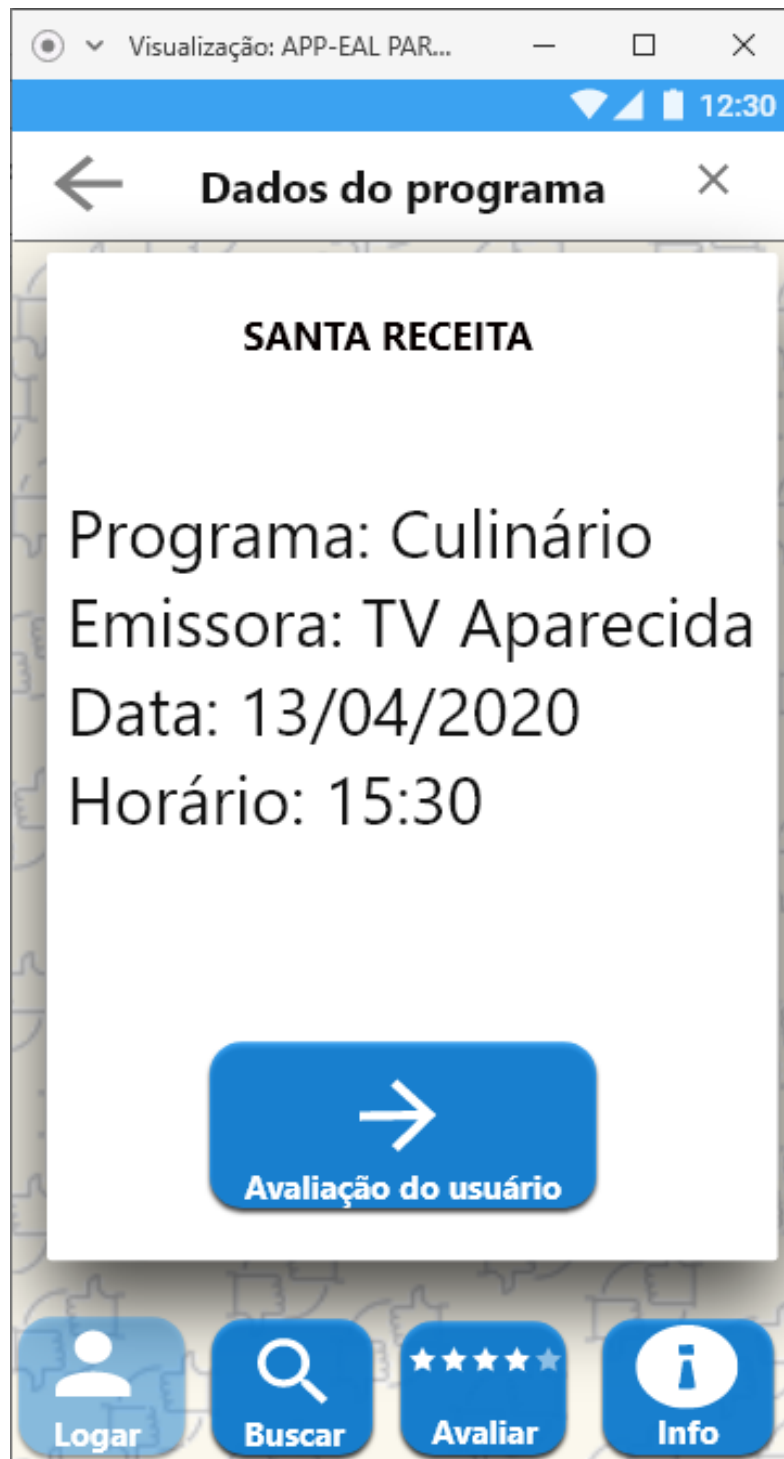 Visualização: APP-EAL PAR...
12:30
Dados do programa
SANTA RECEITA
Programa: Culinário
Emissora: TV Aparecida
Data: 13/04/2020
Horário: 15:30
Avaliação do usuário
Logar
Buscar
Avaliar
Info